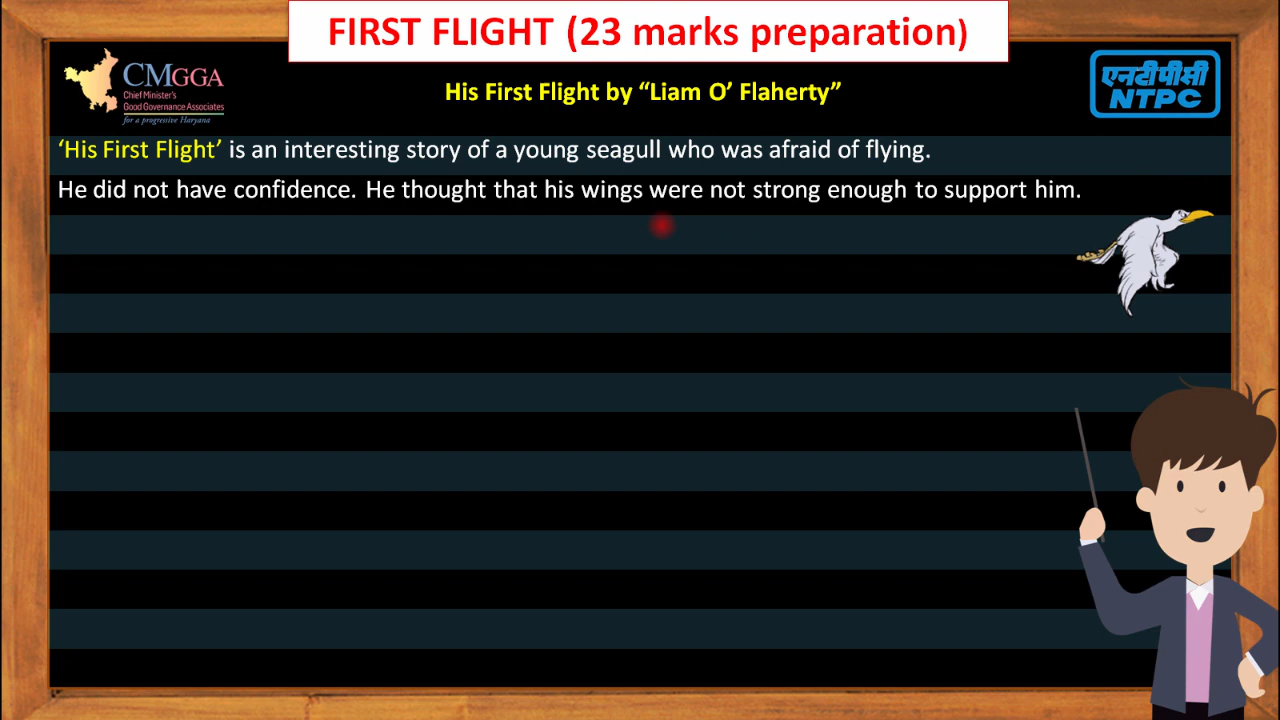 FIRST FLIGHT (23 marks preparation)
CMGGA
Chief Minister's
Good Governance Associates
for a progressive Haryana
His First Flight by “Liam O’ Flaherty”
एनटीपीसी
NTPC
‘His First Flight’ is an interesting story of a young seagull who was afraid of flying.
He did not have confidence. He thought that his wings were not strong enough to support him.